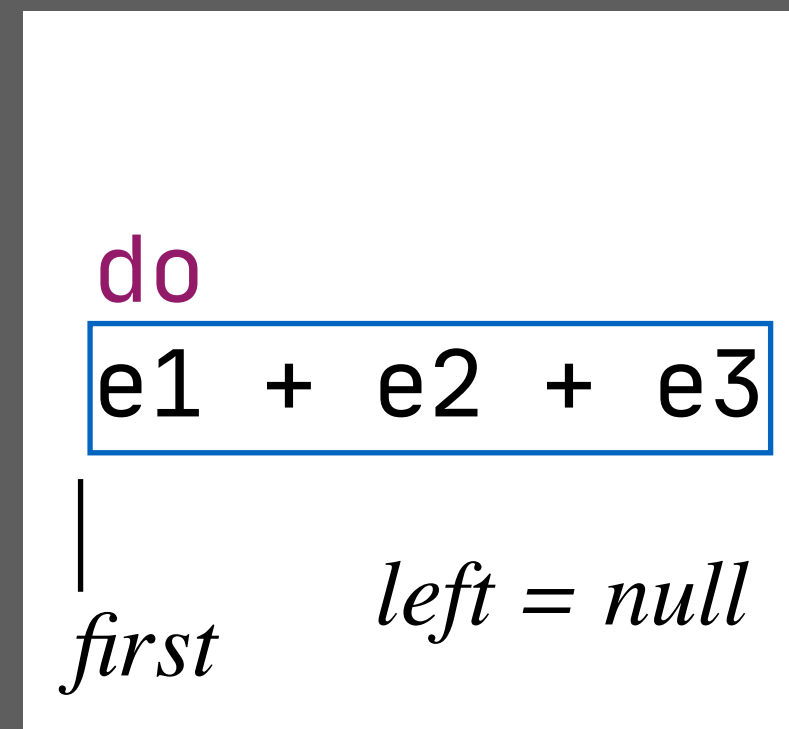 do
e1 + e2 + e3
left = null
first